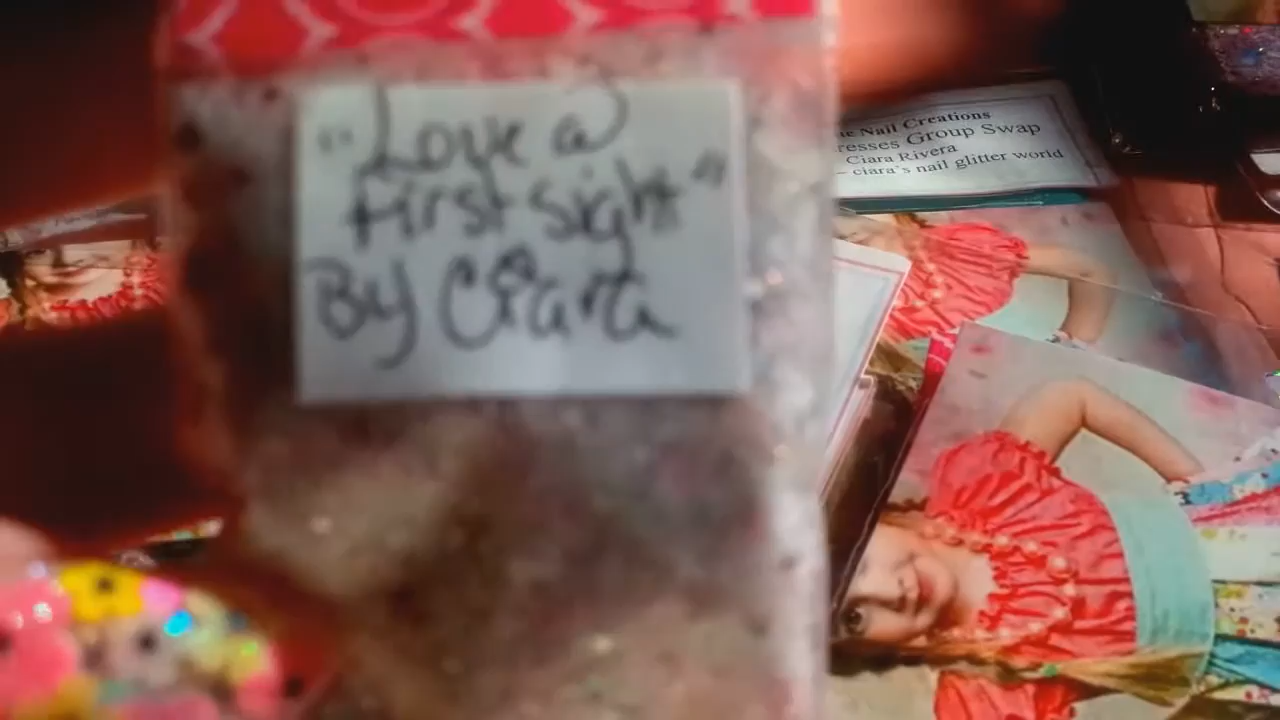 "Love a
First sight"
By Ciara
Nail Creations
resses Group Swap
Ciara Rivera
– ciara's nail glitter world